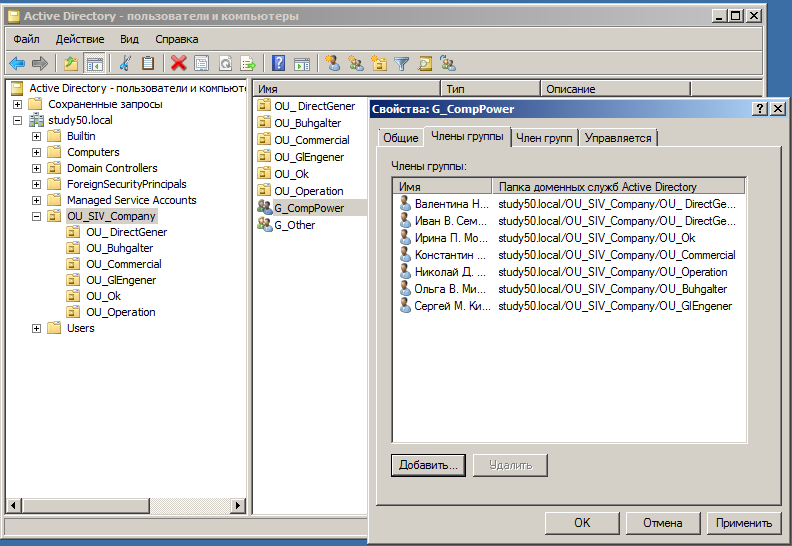 Active Directory - пользователи и компьютеры
Файл Действие Вид Справка
Active Directory - пользователи и компьют
Сохраненные запросы
study50.local
Builtin
Computers
Domain Controllers
ForeignSecurityPrincipals
Managed Service Accounts
OU_SIV_Company
OU_ DirectGener
OU_Buhgalter
OU_Commercial
OU_GlEngener
OU_Ok
OU_Operation
Users
Имя Тип Описание
OU_ DirectGener
OU_Buhgalter
OU_Commercial
OU_GlEngener
OU_Ok
OU_Operation
G_CompPower
G_Other
Свойства: G_CompPower
Общие Члены группы Член групп Управляется
Члены группы:
Имя Папка доменных служб Active Directory
Валентина Н... study50.local/OU_SIV_Company/OU_ DirectGe...
Иван В. Сем... study50.local/OU_SIV_Company/OU_ DirectGe...
Ирина П. Мо... study50.local/OU_SIV_Company/OU_Ok
Константин ... study50.local/OU_SIV_Company/OU_Commercial
Николай Д. ... study50.local/OU_SIV_Company/OU_Operation
Ольга В. Ми... study50.local/OU_SIV_Company/OU_Buhgalter
Сергей М. Ки... study50.local/OU_SIV_Company/OU_GlEngener
Добавить... Удалить
OK Отмена Применить